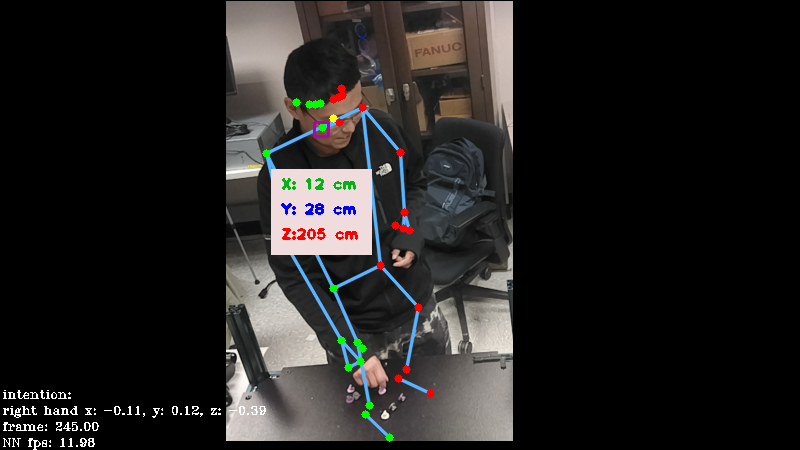 FANUC
X: 12 cm
Y: 28 cm
Z:205 cm
intention:
right hand x: -0.11, y: 0.12, z: -0.39
frame: 245.00
NN fps: 11.98